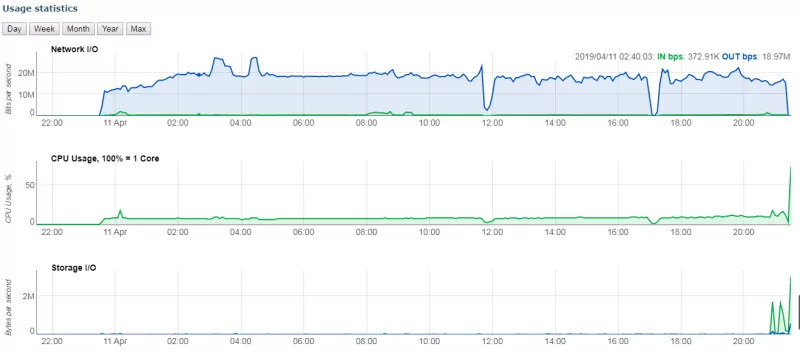 Usage statistics
Day Week Month Year Max
Network I/O
2019/04/11 02:40:03: IN bps: 372.91K OUT bps: 18.97M
Bits per second
20M
10M
0
22:00 11 Apr 02:00 04:00 06:00 08:00 10:00 12:00 14:00 16:00 18:00 20:00
CPU Usage, 100% = 1 Core
CPU Usage, %
50
0
22:00 11 Apr 02:00 04:00 06:00 08:00 10:00 12:00 14:00 16:00 18:00 20:00
Storage I/O
Bytes per second
2M
0
22:00 11 Apr 02:00 04:00 06:00 08:00 10:00 12:00 14:00 16:00 18:00 20:00